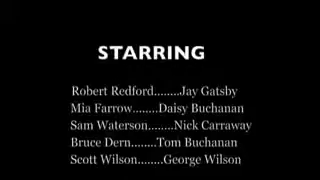 STARRING
Robert Redford........Jay Gatsby
Mia Farrow........Daisy Buchanan
Sam Waterson........Nick Carraway
Bruce Dern........Tom Buchanan
Scott Wilson........George Wilson